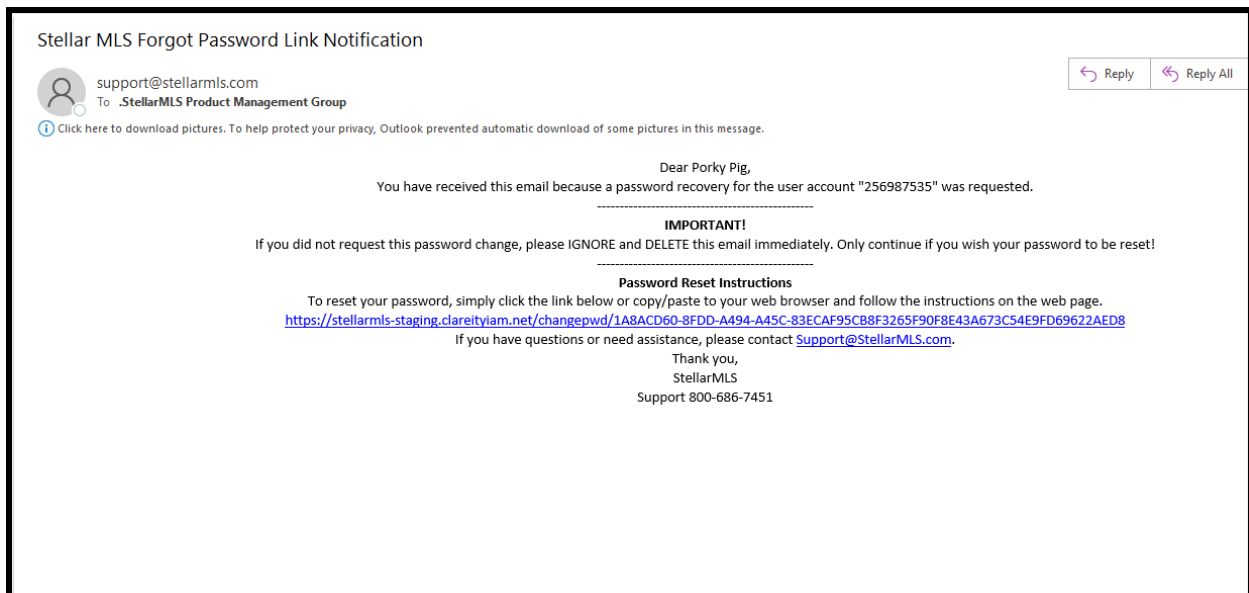 Stellar MLS Forgot Password Link Notification
support@stellarmls.com
Reply
Reply All
To .StellarMLS Product Management Group
Click here to download pictures. To help protect your privacy, Outlook prevented automatic download of some pictures in this message.
Dear Porky Pig,
You have received this email because a password recovery for the user account "256987535" was requested.
------------------------------------------------
IMPORTANT!
If you did not request this password change, please IGNORE and DELETE this email immediately. Only continue if you wish your password to be reset!
------------------------------------------------
Password Reset Instructions
To reset your password, simply click the link below or copy/paste to your web browser and follow the instructions on the web page.
https://stellarmls-staging.clareityiam.net/changepwd/1A8ACD60-8FDD-A494-A45C-83ECAF95CB8F3265F90F8E43A673C54E9FD69622AED8
If you have questions or need assistance, please contact Support@StellarMLS.com.
Thank you,
StellarMLS
Support 800-686-7451